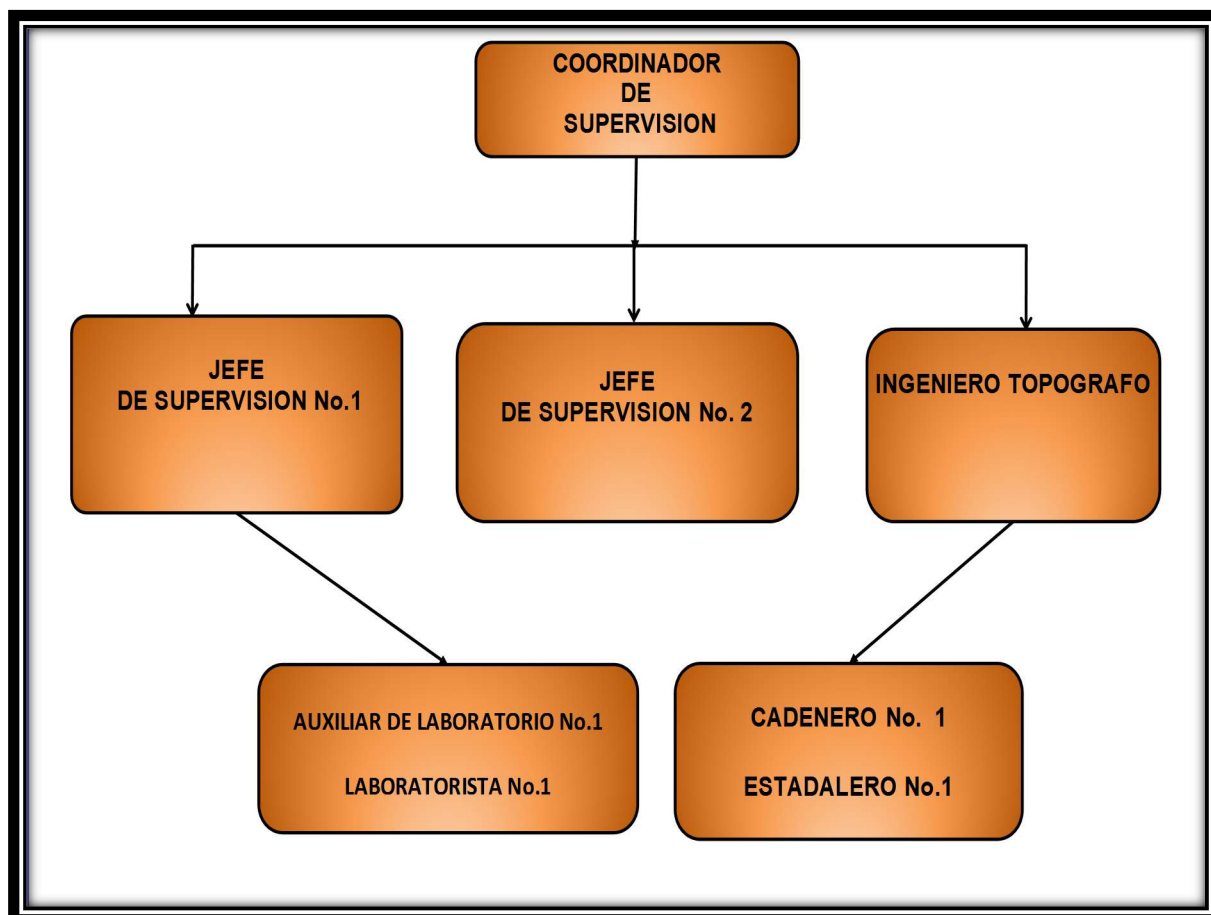 COORDINADOR
DE
SUPERVISION
JEFE
DE SUPERVISION No.1
JEFE
DE SUPERVISION No. 2
INGENIERO TOPOGRAFO
AUXILIAR DE LABORATORIO No.1
LABORATORISTA No.1
CADENERO No. 1
ESTADALERO No.1